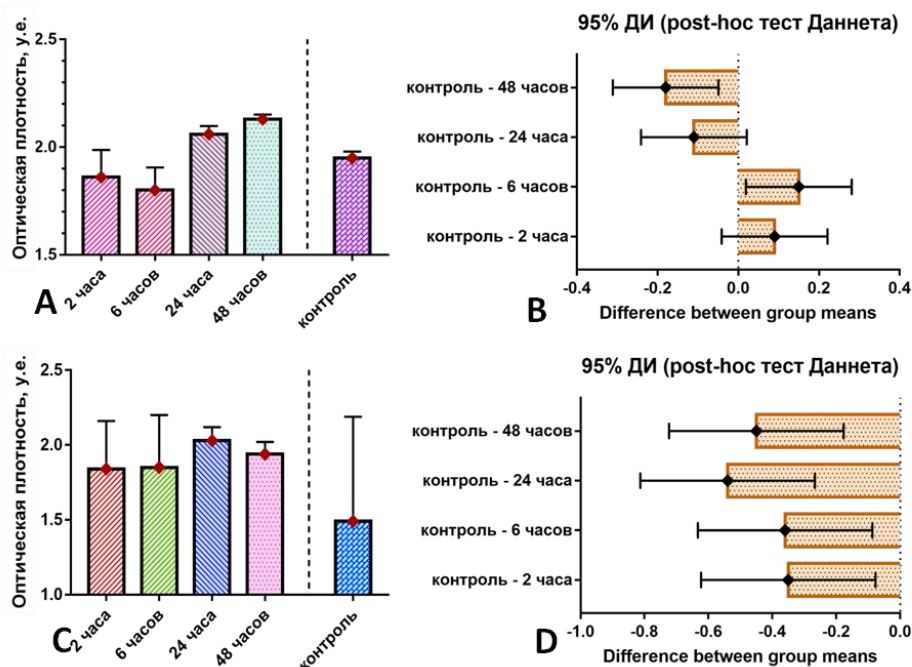 Оптическая плотность, у.е.
2.5
2.0
1.5
2 часа
6 часов
24 часа
48 часов
контроль
A
95% ДИ (post-hoc тест Даннета)
контроль - 48 часов
контроль - 24 часа
контроль - 6 часов
контроль - 2 часа
-0.4 -0.2 0.0 0.2 0.4
B
Difference between group means
Оптическая плотность, у.е.
2.5
2.0
1.5
1.0
2 часа
6 часов
24 часа
48 часов
контроль
C
95% ДИ (post-hoc тест Даннета)
контроль - 48 часов
контроль - 24 часа
контроль - 6 часов
контроль - 2 часа
D
-1.0 -0.8 -0.6 -0.4 -0.2 0.0
Difference between group means